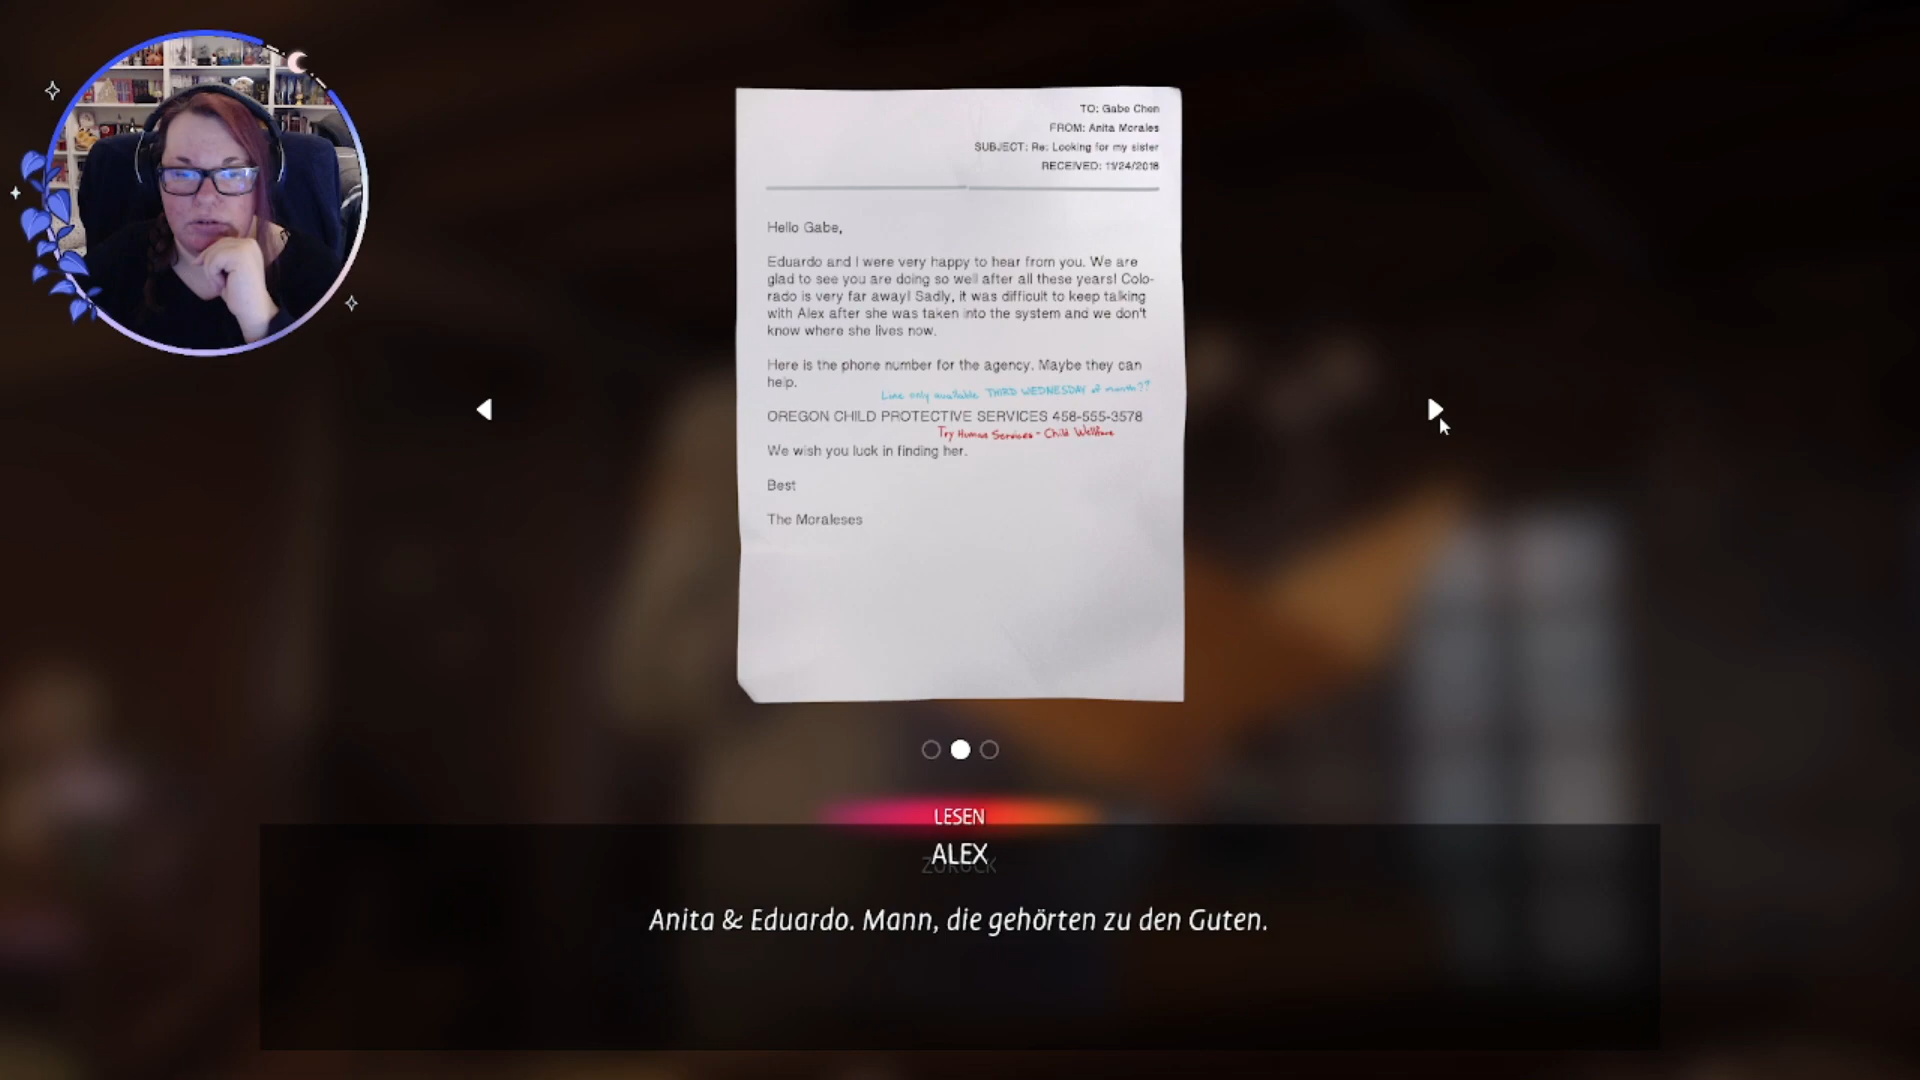 TO: Gabe Chen
FROM: Anita Morales
SUBJECT: Re: Looking for my sister
RECEIVED: 11/24/2018
Hello Gabe,
Eduardo and I were very happy to hear from you. We are
glad to see you are doing so well after all these years! Colo-
rado is very far away! Sadly, it was difficult to keep talking
with Alex after she was taken into the system and we don't
know where she lives now.
Here is the phone number for the agency. Maybe they can
help.
Line only available THIRD WEDNESDAY of month??
OREGON CHILD PROTECTIVE SERVICES 458-555-3578
Try Human Services - Child Welfare
We wish you luck in finding her.
Best
The Moraleses
LESEN
ALEX
ZURÜCK
Anita & Eduardo. Mann, die gehörten zu den Guten.